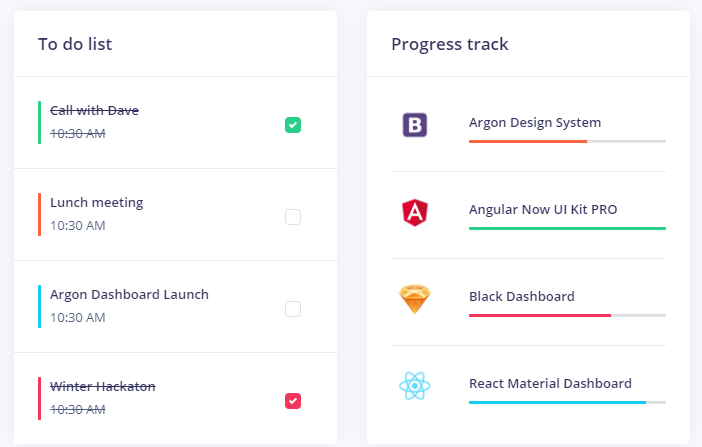 To do list
Call with Dave
10:30 AM
Lunch meeting
10:30 AM
Argon Dashboard Launch
10:30 AM
Winter Hackaton
10:30 AM
Progress track
B
Argon Design System
A
Angular Now UI Kit PRO
Black Dashboard
React Material Dashboard